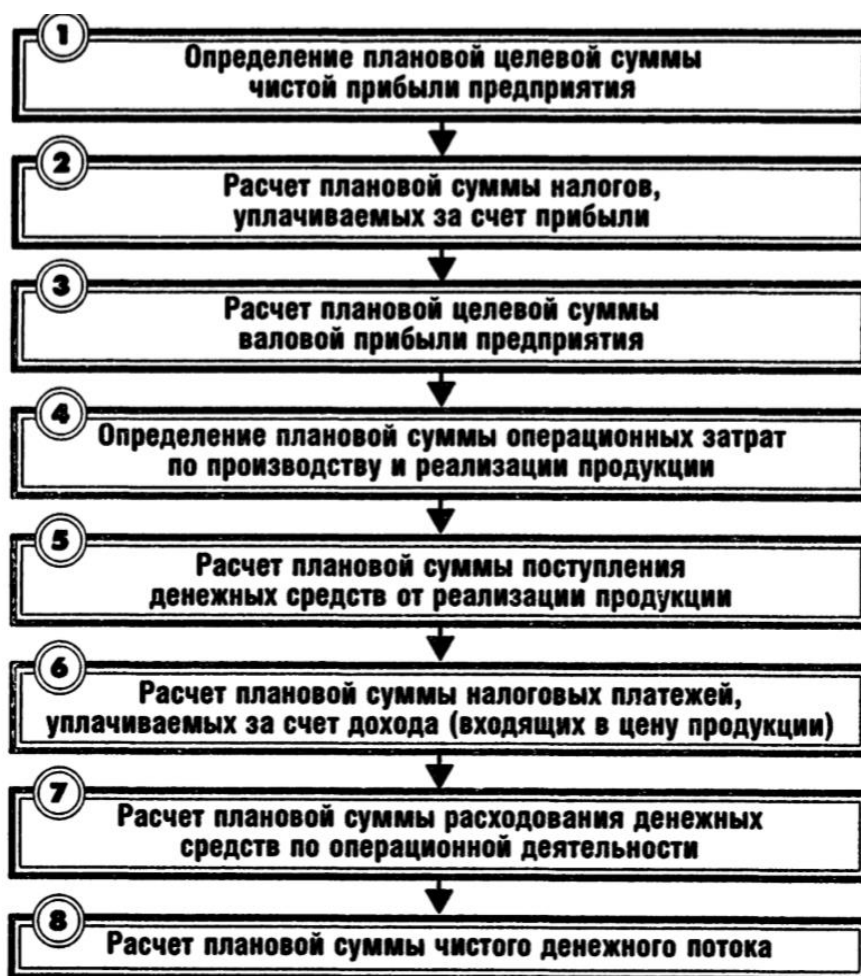 1
Определение плановой целевой суммы
чистой прибыли предприятия
2
Расчет плановой суммы налогов,
уплачиваемых за счет прибыли
3
Расчет плановой целевой суммы
валовой прибыли предприятия
4
Определение плановой суммы операционных затрат
по производству и реализации продукции
5
Расчет плановой суммы поступления
денежных средств от реализации продукции
6
Расчет плановой суммы налоговых платежей,
уплачиваемых за счет дохода (входящих в цену продукции)
7
Расчет плановой суммы расходования денежных
средств по операционной деятельности
8
Расчет плановой суммы чистого денежного потока